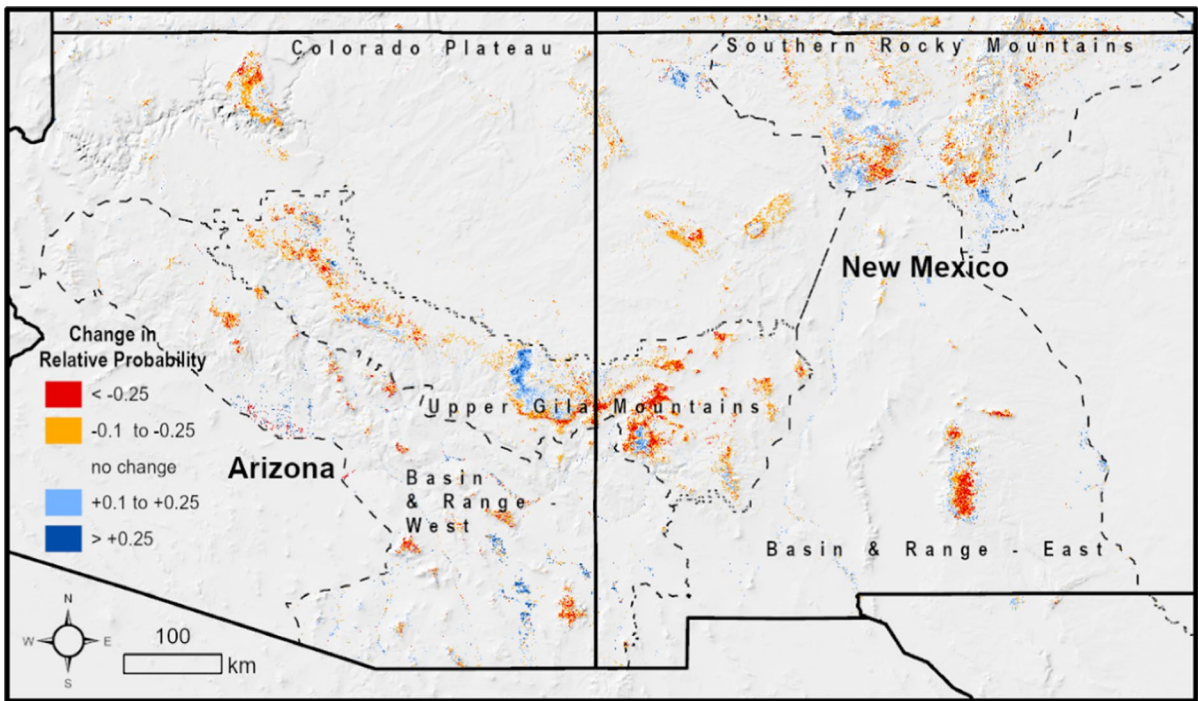 Colorado Plateau
Southern Rocky Mountains
New Mexico
Change in
Relative Probability
< -0.25
-0.1 to -0.25
no change
+0.1 to +0.25
> +0.25
Upper Gila Mountains
Arizona
Basin
& Range -
West
Basin & Range - East
N
W E
S
100
km